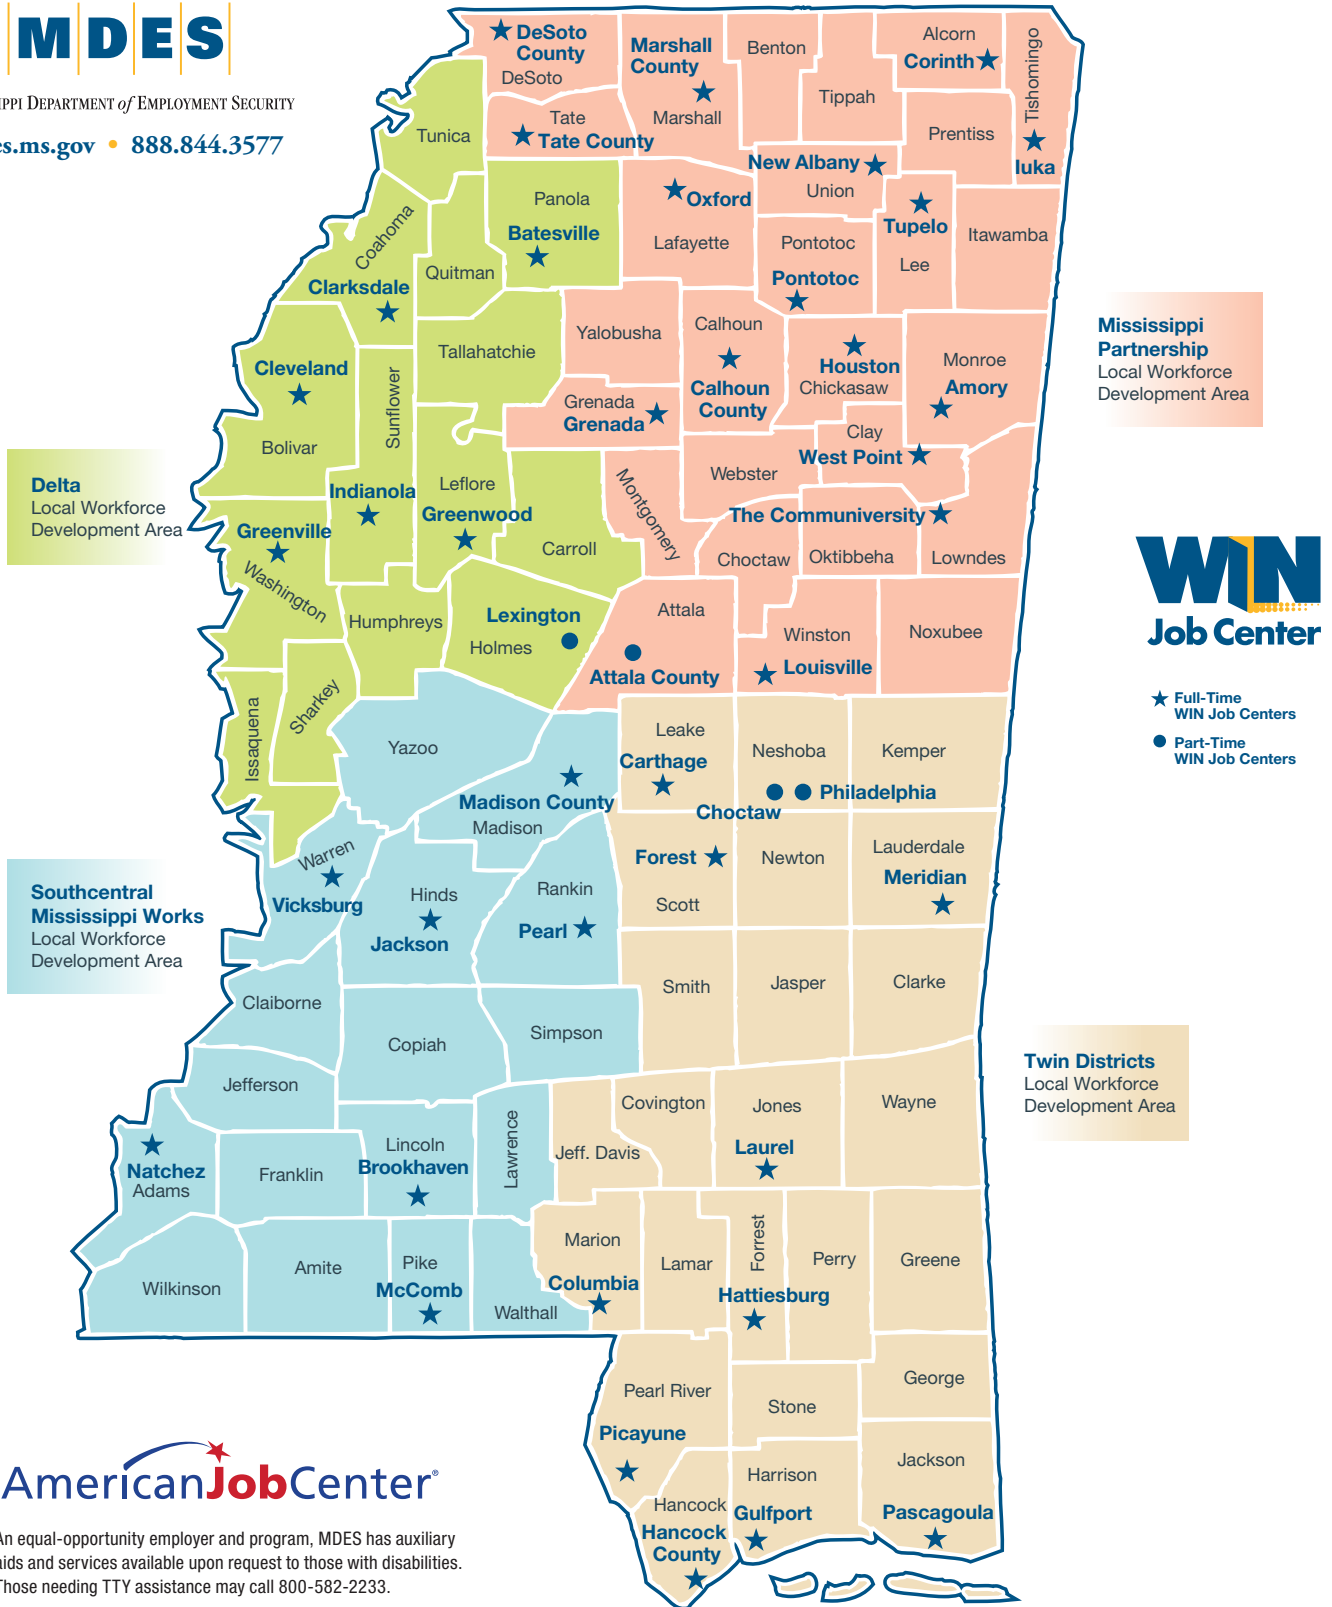 MDES
IPPI DEPARTMENT of EMPLOYMENT SECURITY
es.ms.gov • 888.844.3577
DeSoto
County
DeSoto
Marshall
County
Marshall
Benton
Tippah
Alcorn
Corinth
Tishomingo
Iuka
Prentiss
Tate
Tate County
Tunica
New Albany
Union
Panola
Batesville
Oxford
Lafayette
Tupelo
Lee
Itawamba
Pontotoc
Pontotoc
Coahoma
Clarksdale
Quitman
Tallahatchie
Yalobusha
Calhoun
Calhoun
County
Houston
Chickasaw
Monroe
Amory
Cleveland
Bolivar
Sunflower
Indianola
Grenada
Grenada
Clay
West Point
Webster
Mississippi
Partnership
Local Workforce
Development Area
Delta
Local Workforce
Development Area
Leflore
Greenwood
Carroll
Montgomery
The Communiversity
Choctaw
Oktibbeha
Lowndes
Greenville
Washington
Humphreys
Lexington
Holmes
Attala
Attala County
Winston
Louisville
Noxubee
WIN
Job Center
Full-Time
WIN Job Centers
Part-Time
WIN Job Centers
Issaquena
Sharkey
Yazoo
Madison County
Madison
Leake
Carthage
Neshoba
Choctaw
Philadelphia
Kemper
Warren
Vicksburg
Hinds
Jackson
Rankin
Pearl
Forest
Scott
Newton
Lauderdale
Meridian
Southcentral
Mississippi Works
Local Workforce
Development Area
Claiborne
Copiah
Simpson
Smith
Jasper
Clarke
Twin Districts
Local Workforce
Development Area
Jefferson
Natchez
Adams
Franklin
Lincoln
Brookhaven
Lawrence
Jeff. Davis
Covington
Jones
Laurel
Wayne
Wilkinson
Amite
Pike
McComb
Walthall
Marion
Columbia
Lamar
Forrest
Hattiesburg
Perry
Greene
Pearl River
Picayune
Stone
George
Hancock
Hancock
County
Harrison
Gulfport
Jackson
Pascagoula
AmericanJobCenter®
An equal-opportunity employer and program, MDES has auxiliary
aids and services available upon request to those with disabilities.
Those needing TTY assistance may call 800-582-2233.